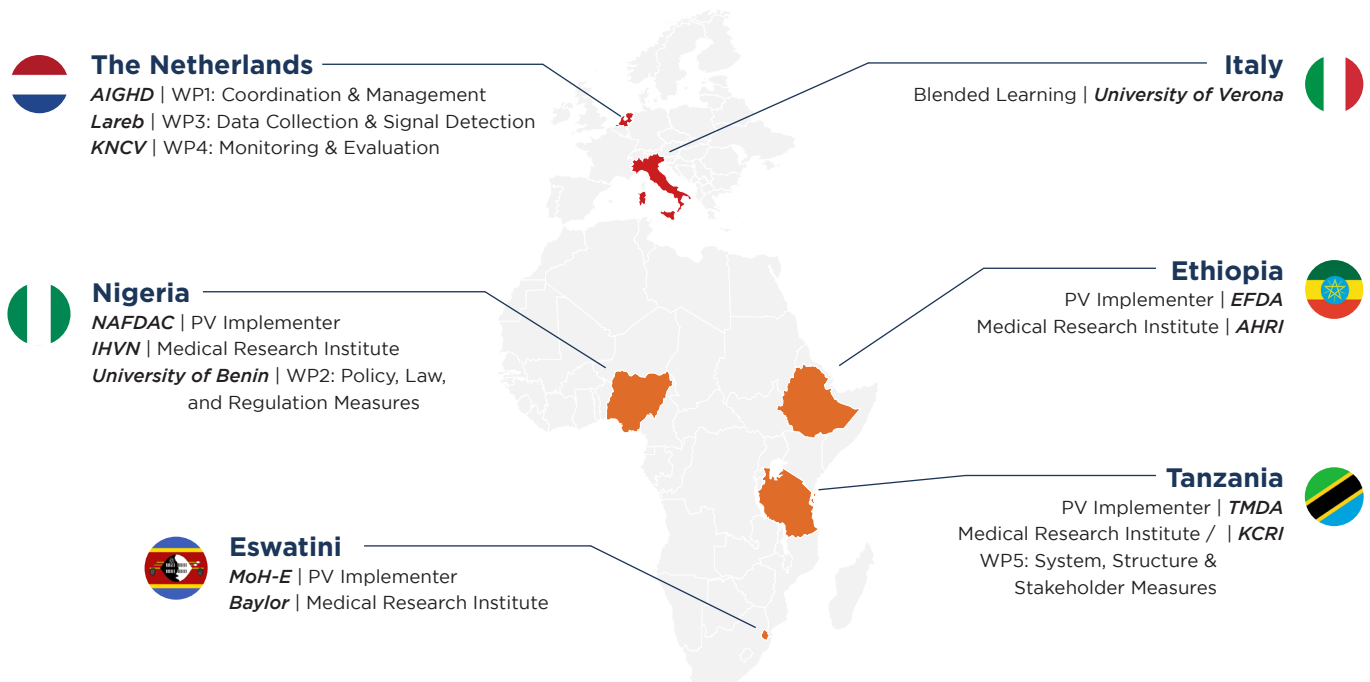 The Netherlands
AIGHD | WP1: Coordination & Management
Lareb | WP3: Data Collection & Signal Detection
KNCV | WP4: Monitoring & Evaluation
Italy
Blended Learning | University of Verona
Nigeria
NAFDAC | PV Implementer
IHVN | Medical Research Institute
University of Benin | WP2: Policy, Law,
and Regulation Measures
Ethiopia
PV Implementer | EFDA
Medical Research Institute | AHRI
Eswatini
MoH-E | PV Implementer
Baylor | Medical Research Institute
Tanzania
PV Implementer | TMDA
Medical Research Institute / | KCRI
WP5: System, Structure &
Stakeholder Measures